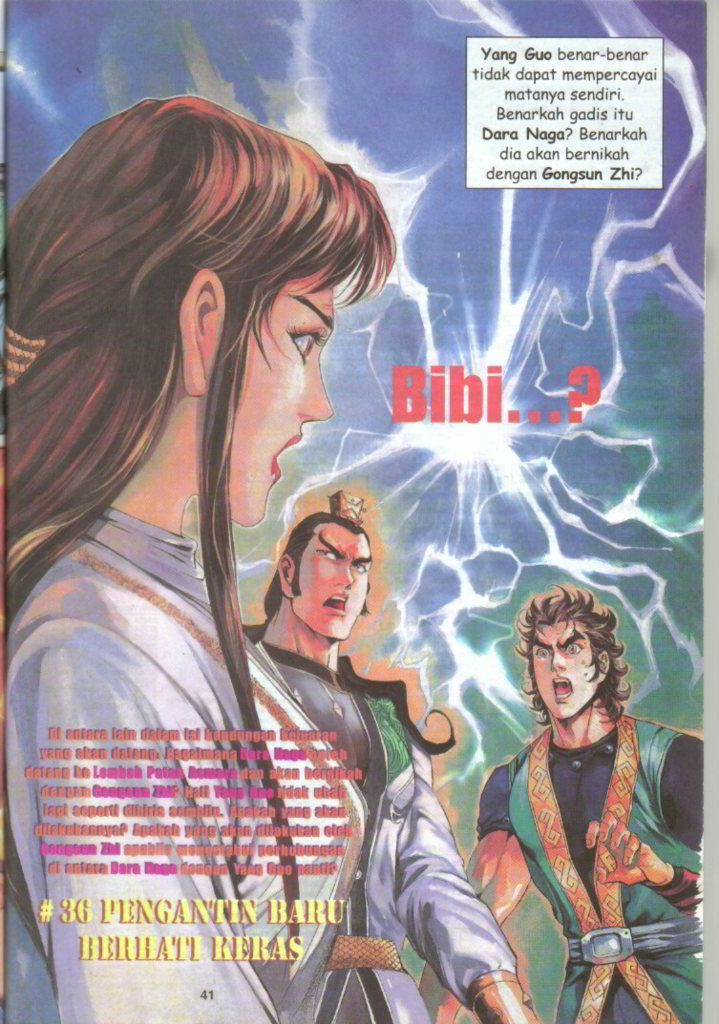 Yang Guo benar-benar
tidak dapat mempercayai
matanya sendiri.
Benarkah gadis itu
Dara Naga? Benarkah
dia akan bernikah
dengan Gongsun Zhi?
Bibi...?
Di antara lain dalam isi kandungan keluaran
yang akan datang: Bagaimana Dara Naga boleh
datang ke Lembah Patah Asmara dan akan bernikah
dengan Gongsun Zhi? Hati Yang Guo tidak ubah
lagi seperti dihiris sembilu. Apakah yang akan
dilakukannya? Apakah yang akan dilakukan oleh
Gongsun Zhi apabila mengetahui perhubungan
di antara Dara Naga dengan Yang Guo nanti?
# 36 PENGANTIN BARU
BERHATI KERAS
41